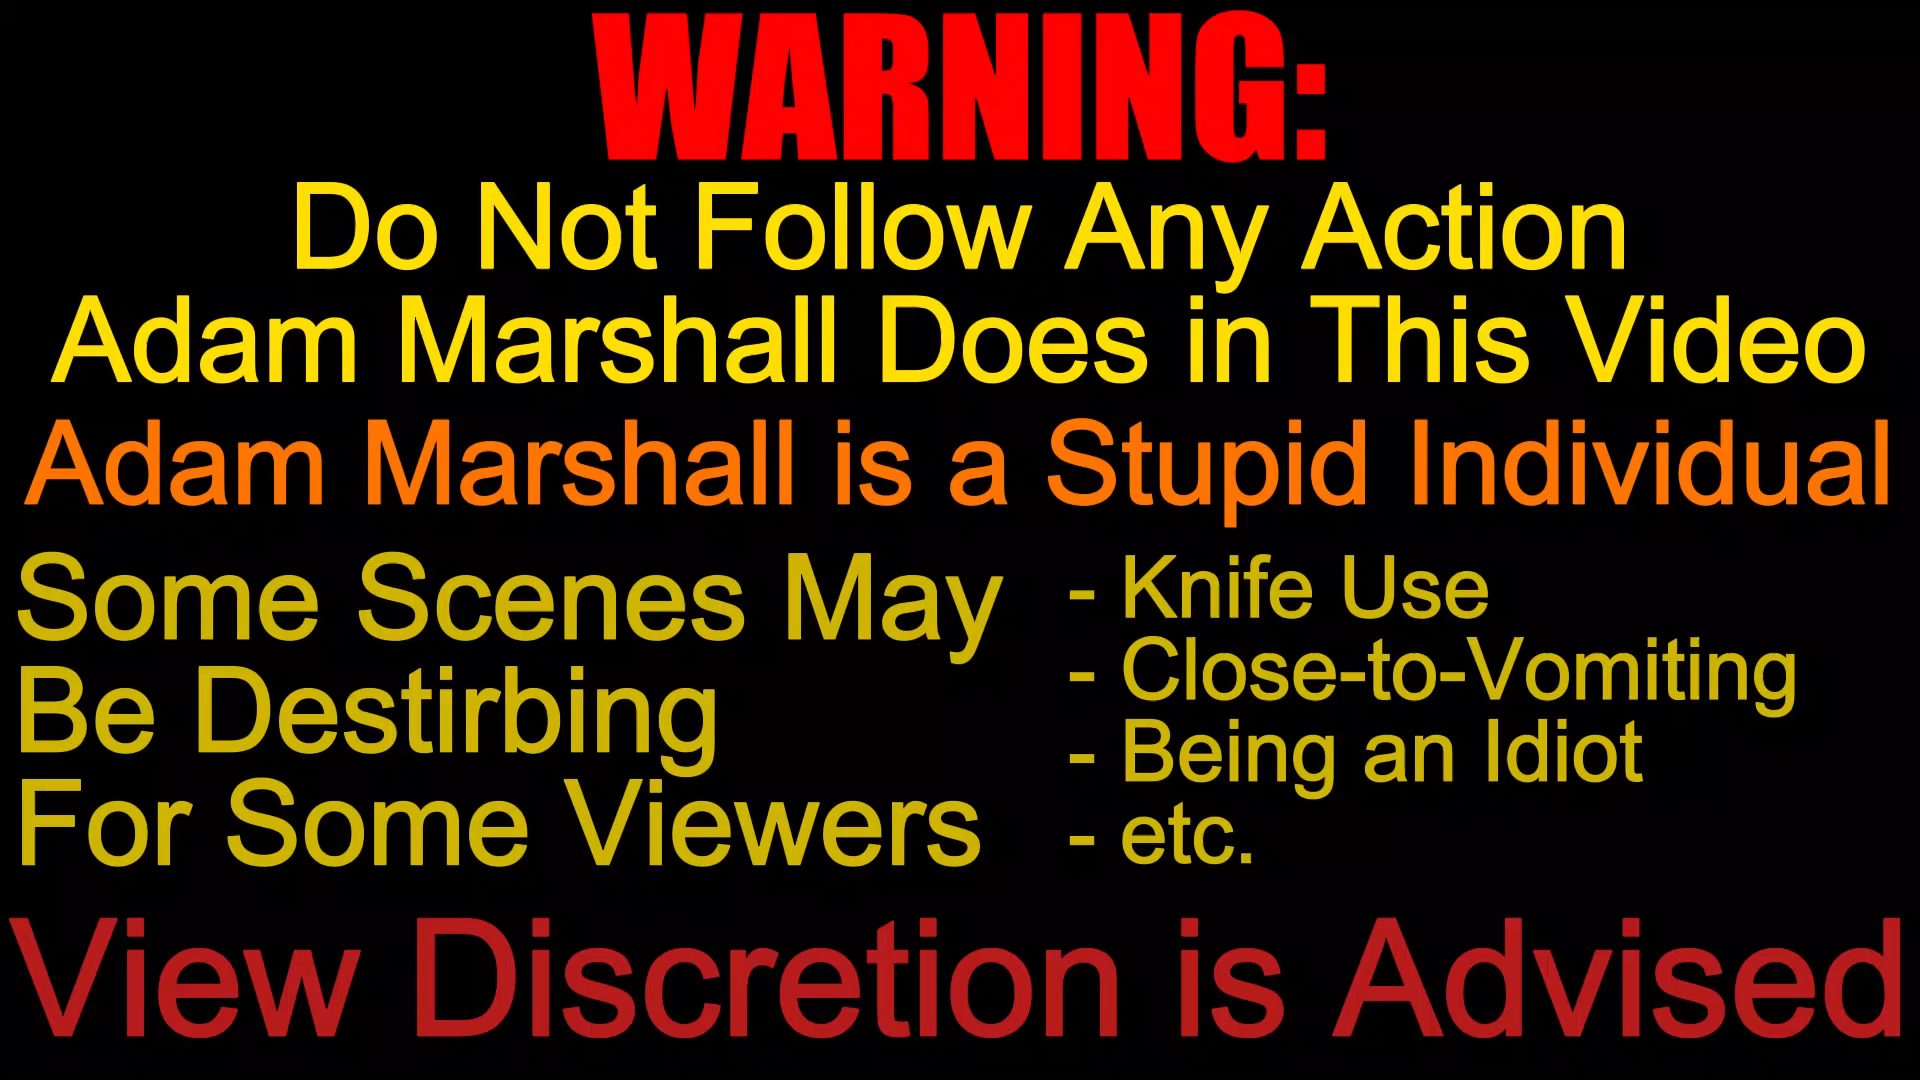 WARNING:
Do Not Follow Any Action
Adam Marshall Does in This Video
Adam Marshall is a Stupid Individual
Some Scenes May
Be Destirbing
For Some Viewers
- Knife Use
- Close-to-Vomiting
- Being an Idiot
- etc.
View Discretion is Advised